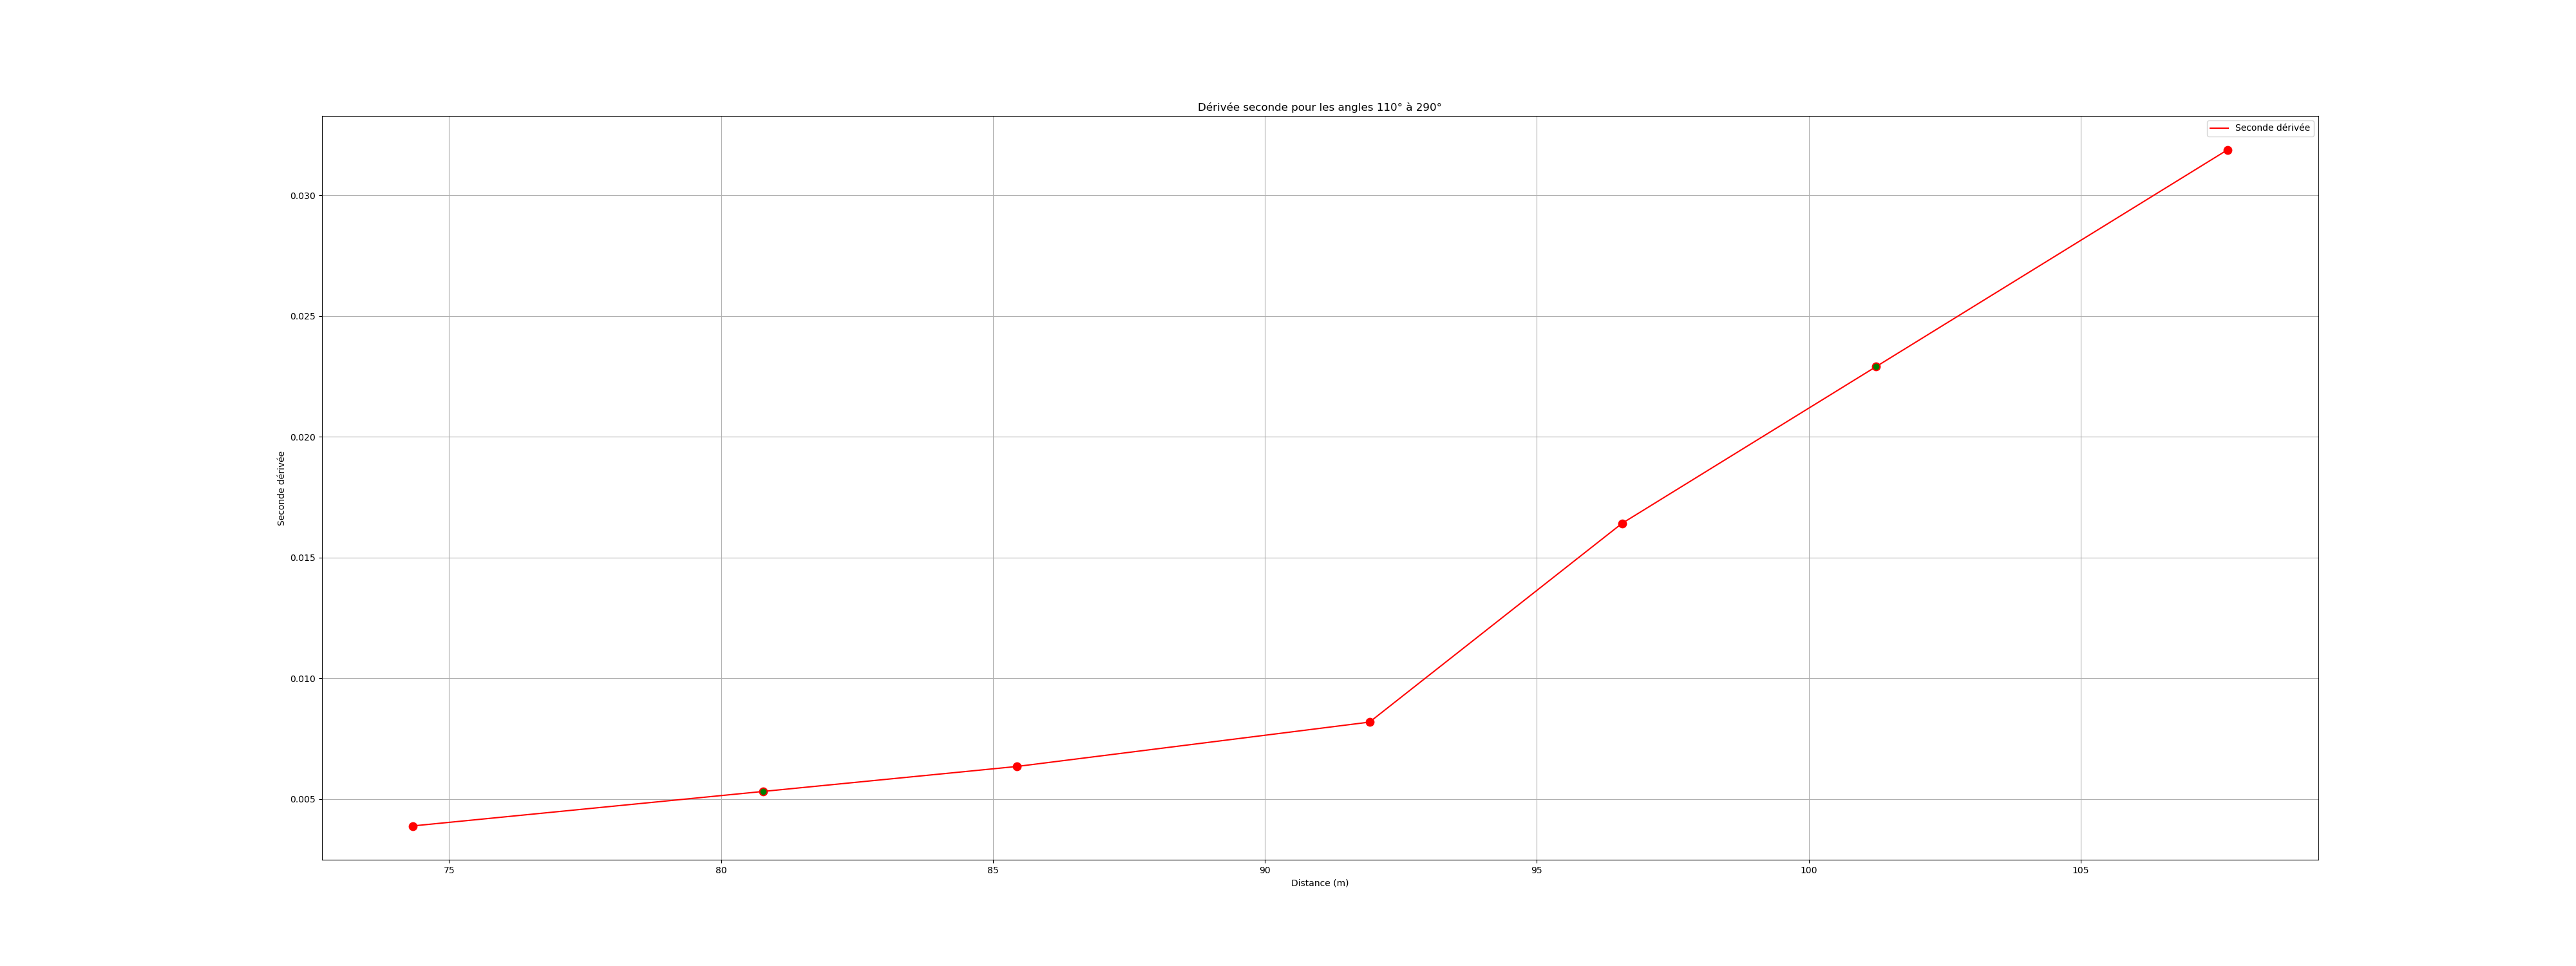 Dérivée seconde pour les angles 110° à 290°
Seconde dérivée
0.030
0.025
0.020
0.015
0.010
0.005
Seconde dérivée
75 80 85 90 95 100 105
Distance (m)